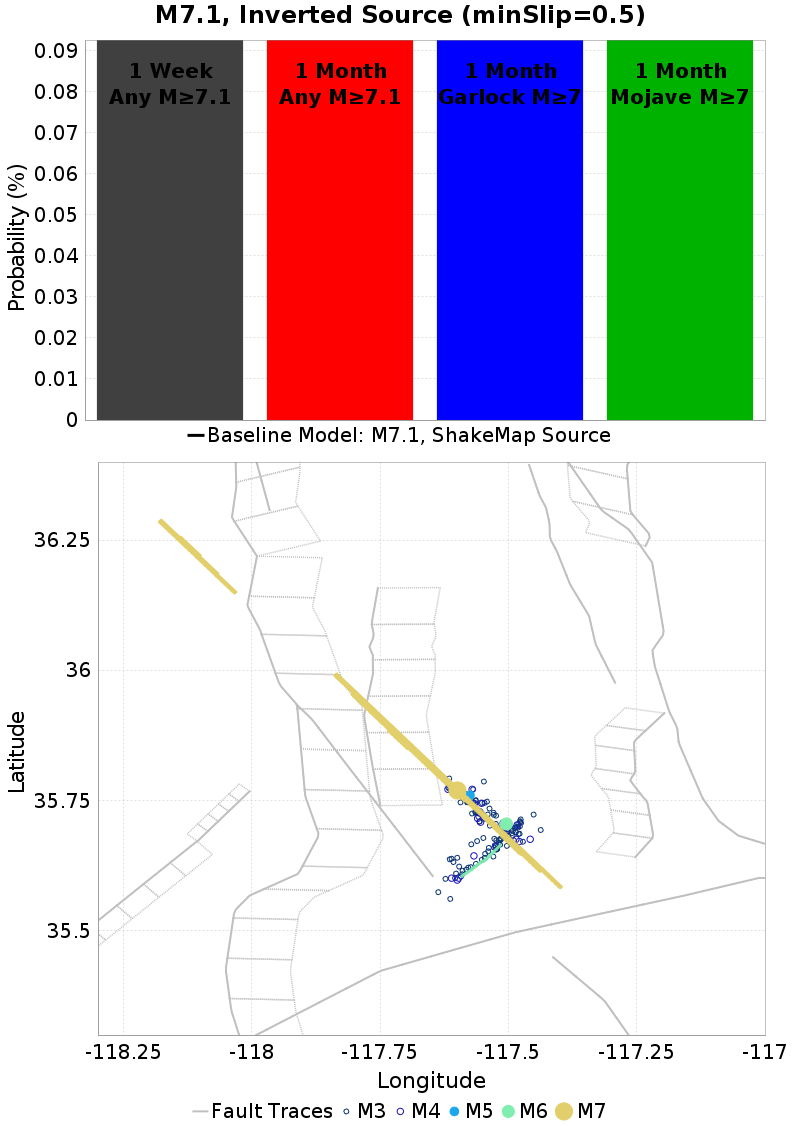 M7.1, Inverted Source (minSlip=0.5)
0.09
0.08
0.07
0.06
0.05
0.04
0.03
0.02
0.01
0
Probability (%)
1 Week
Any M≥7.1
1 Month
Any M≥7.1
1 Month
Garlock M≥7
1 Month
Mojave M≥7
Baseline Model: M7.1, ShakeMap Source
36.25
36
35.75
35.5
Latitude
-118.25
-118
-117.75
-117.5
-117.25
-117
Longitude
Fault Traces
M3
M4
M5
M6
M7